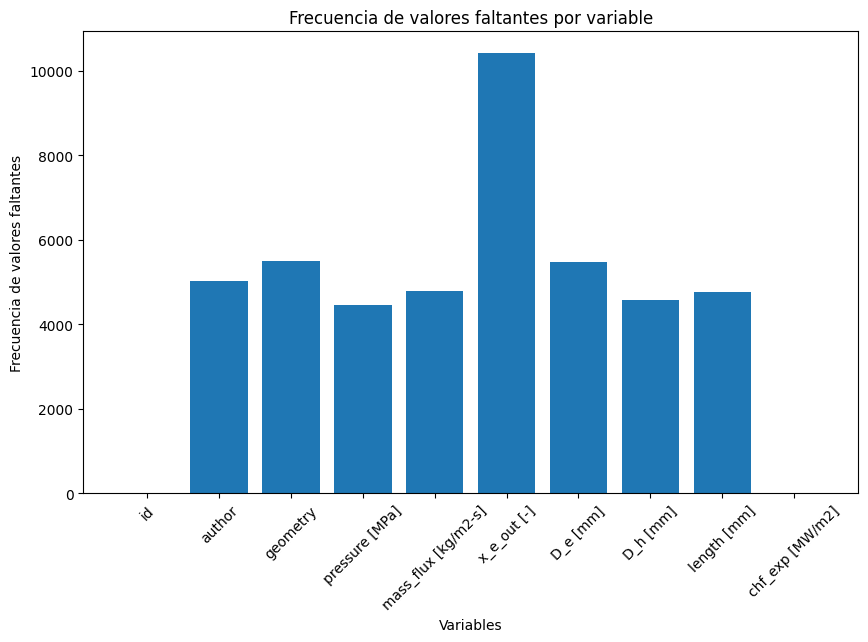 Frecuencia de valores faltantes por variable
Frecuencia de valores faltantes
10000
8000
6000
4000
2000
0
id
author
geometry
pressure [MPa]
mass_flux [kg/m2-s]
x_e_out [-]
D_e [mm]
D_h [mm]
length [mm]
chf_exp [MW/m2]
Variables